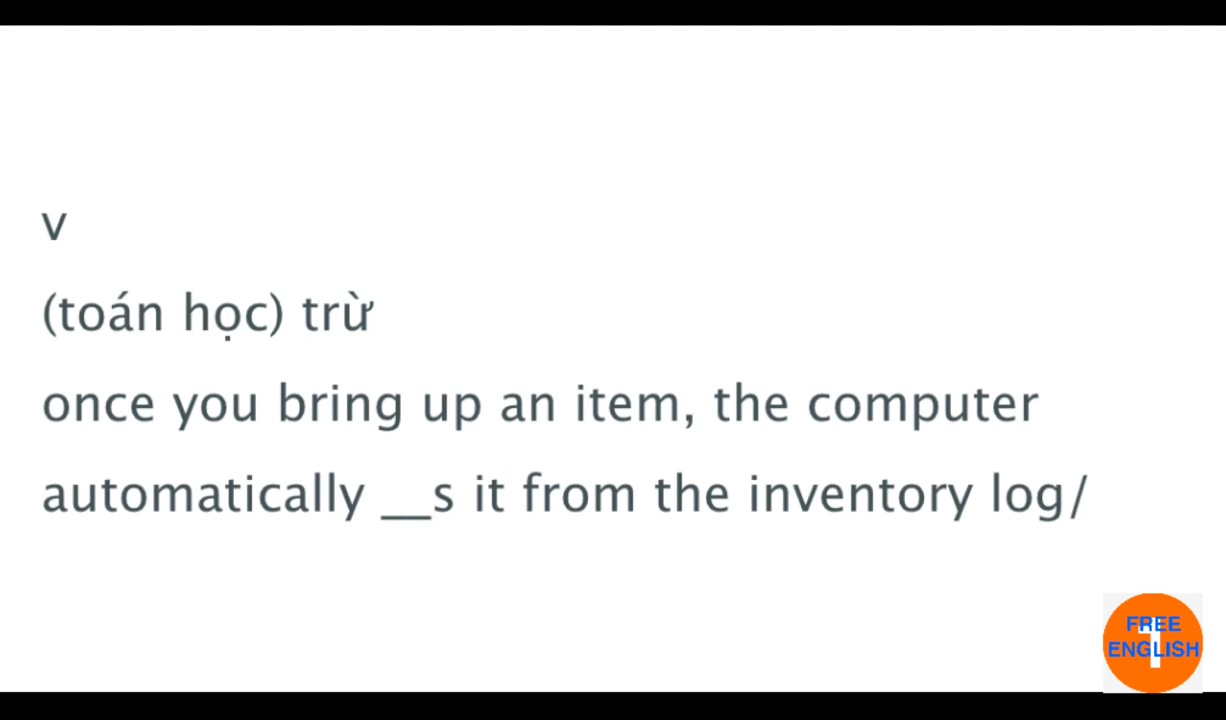 v
(toán học) trừ
once you bring up an item, the computer
automatically __s it from the inventory log/
FREE
1
ENGLISH